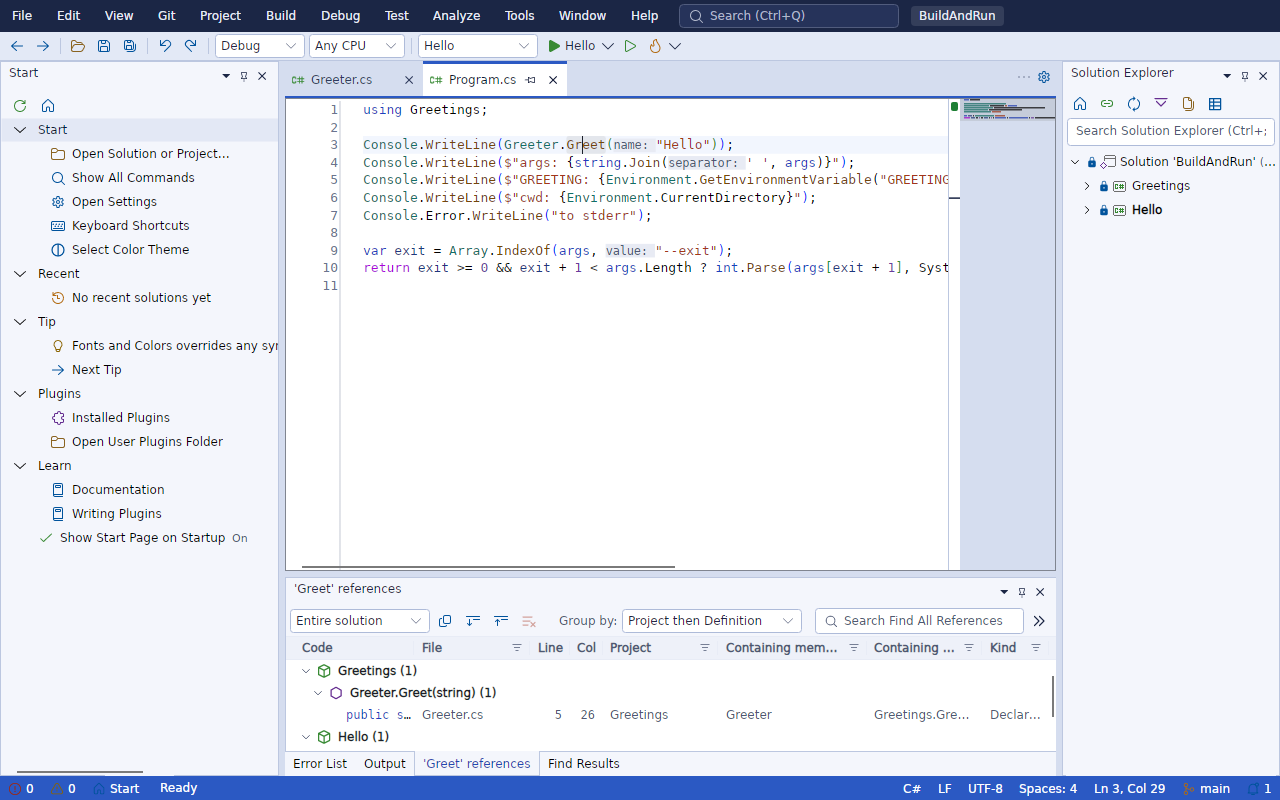 File Edit View Git Project Build Debug Test Analyze Tools Window Help Search (Ctrl+Q) BuildAndRun
Debug Any CPU Hello Hello
Start
Start
Open Solution or Project...
Show All Commands
Open Settings
Keyboard Shortcuts
Select Color Theme
Recent
No recent solutions yet
Tip
Fonts and Colors overrides any syn
Next Tip
Plugins
Installed Plugins
Open User Plugins Folder
Learn
Documentation
Writing Plugins
Show Start Page on Startup On
C# Greeter.cs C# Program.cs
1 using Greetings;
2
3 Console.WriteLine(Greeter.Greet(name: "Hello"));
4 Console.WriteLine($"args: {string.Join(separator: ' ', args)}");
5 Console.WriteLine($"GREETING: {Environment.GetEnvironmentVariable("GREETING
6 Console.WriteLine($"cwd: {Environment.CurrentDirectory}");
7 Console.Error.WriteLine("to stderr");
8
9 var exit = Array.IndexOf(args, value: "--exit");
10 return exit >= 0 && exit + 1 < args.Length ? int.Parse(args[exit + 1], Syst
11
'Greet' references
Entire solution Group by: Project then Definition Search Find All References
Code File Line Col Project Containing mem... Containing ... Kind
Greetings (1)
Greeter.Greet(string) (1)
public s... Greeter.cs 5 26 Greetings Greeter Greetings.Gre... Declar...
Hello (1)
Error List Output 'Greet' references Find Results
Solution Explorer
Search Solution Explorer (Ctrl+;
Solution 'BuildAndRun' (...
C# Greetings
C# Hello
0 0 Start Ready C# LF UTF-8 Spaces: 4 Ln 3, Col 29 main 1